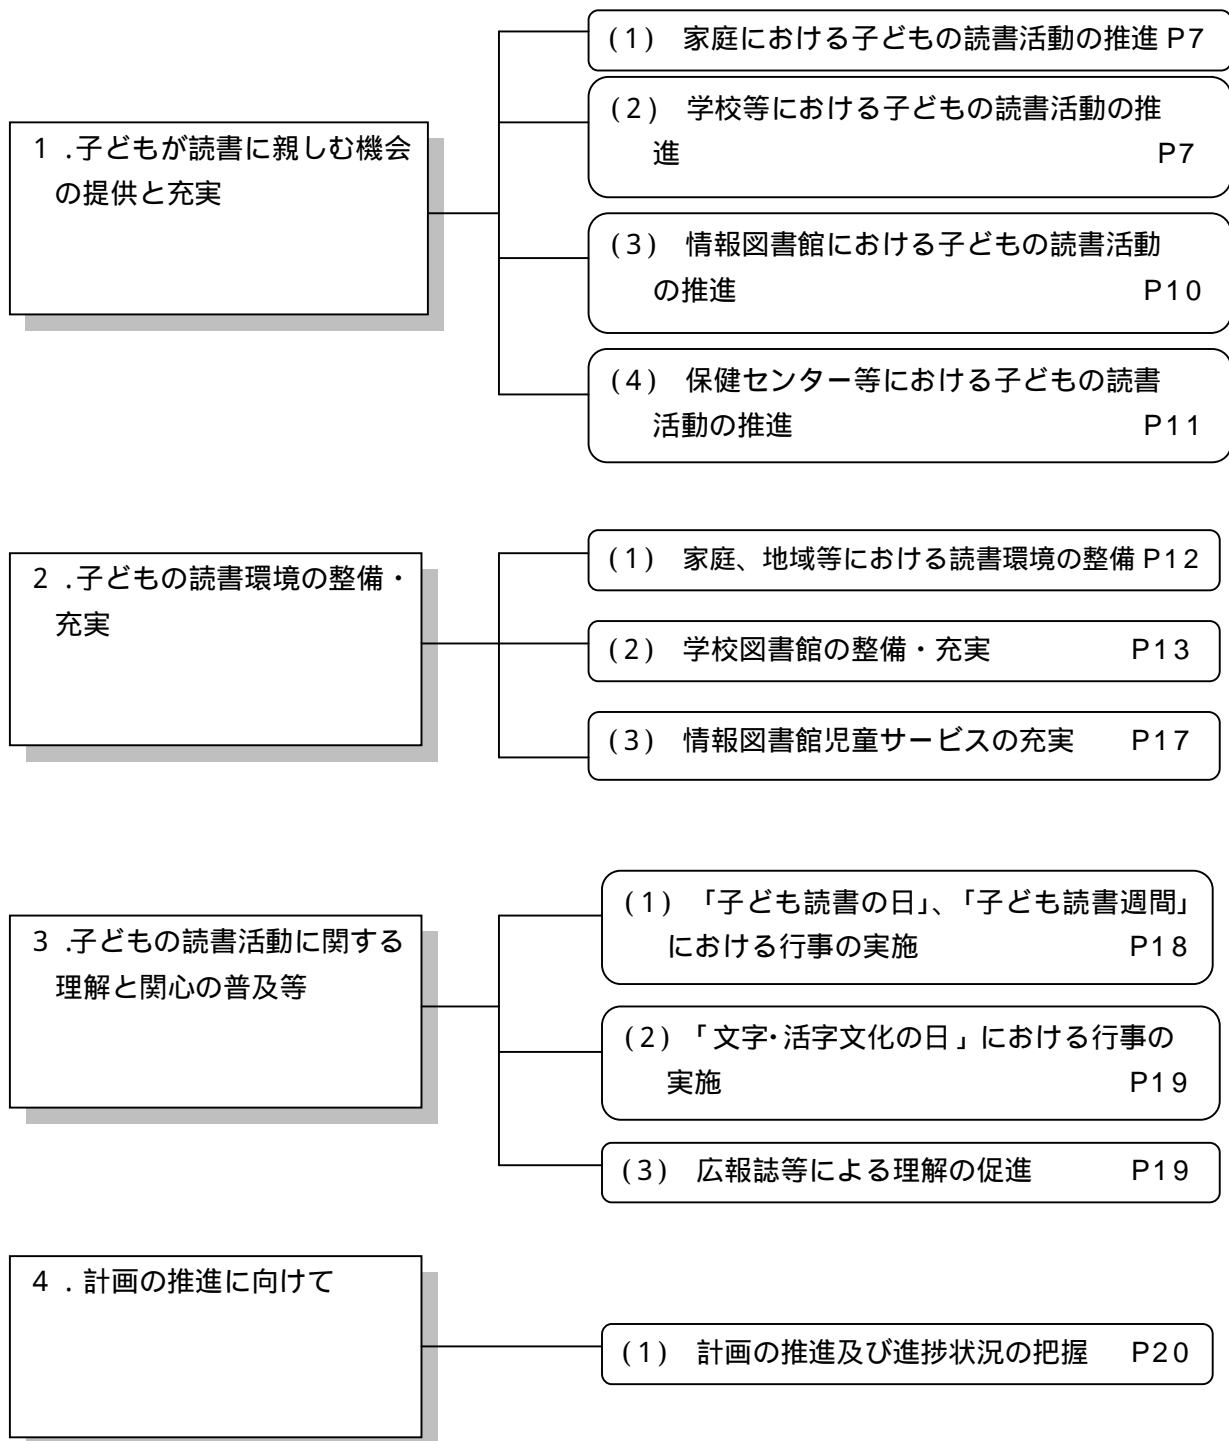 1 .子どもが読書に親しむ機会
の提供と充実
(1) 家庭における子どもの読書活動の推進 P7
(2) 学校等における子どもの読書活動の推
進 P7
(3) 情報図書館における子どもの読書活動
の推進 P10
(4) 保健センター等における子どもの読書
活動の推進 P11
2 .子どもの読書環境の整備・
充実
(1) 家庭、地域等における読書環境の整備 P12
(2) 学校図書館の整備・充実 P13
(3) 情報図書館児童サービスの充実 P17
3 .子どもの読書活動に関する
理解と関心の普及等
(1) 「子ども読書の日」、「子ども読書週間」
における行事の実施 P18
(2) 「文字・活字文化の日」における行事の
実施 P19
(3) 広報誌等による理解の促進 P19
4 . 計画の推進に向けて
(1) 計画の推進及び進捗状況の把握 P20